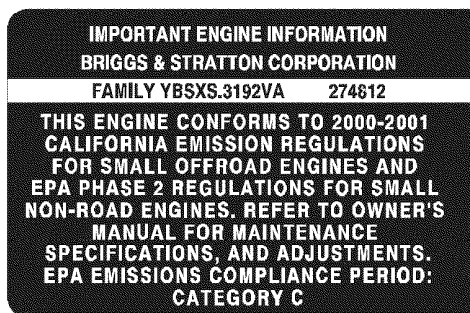 IMPORTANT ENGINE INFORMATION
BRIGGS & STRATTON CORPORATION
FAMILY YBSXS.3192VA 274812
THIS ENGINE CONFORMS TO 2000-2001
CALIFORNIA EMISSION REGULATIONS
FOR SMALL OFFROAD ENGINES AND
EPA PHASE 2 REGULATIONS FOR SMALL
NON-ROAD ENGINES. REFER TO OWNER'S
MANUAL FOR MAINTENANCE
SPECIFICATIONS, AND ADJUSTMENTS.
EPA EMISSIONS COMPLIANCE PERIOD:
CATEGORY C